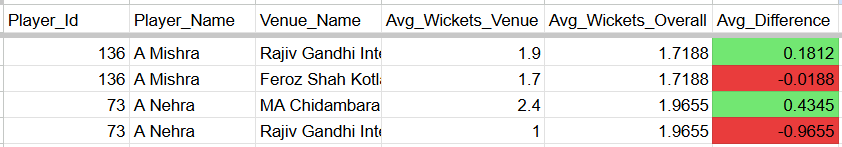 Player_Id Player_Name Venue_Name Avg_Wickets_Venue Avg_Wickets_Overall Avg_Difference
136 A Mishra Rajiv Gandhi Inte 1.9 1.7188 0.1812
136 A Mishra Feroz Shah Kotla 1.7 1.7188 -0.0188
73 A Nehra MA Chidambara 2.4 1.9655 0.4345
73 A Nehra Rajiv Gandhi Inte 1 1.9655 -0.9655